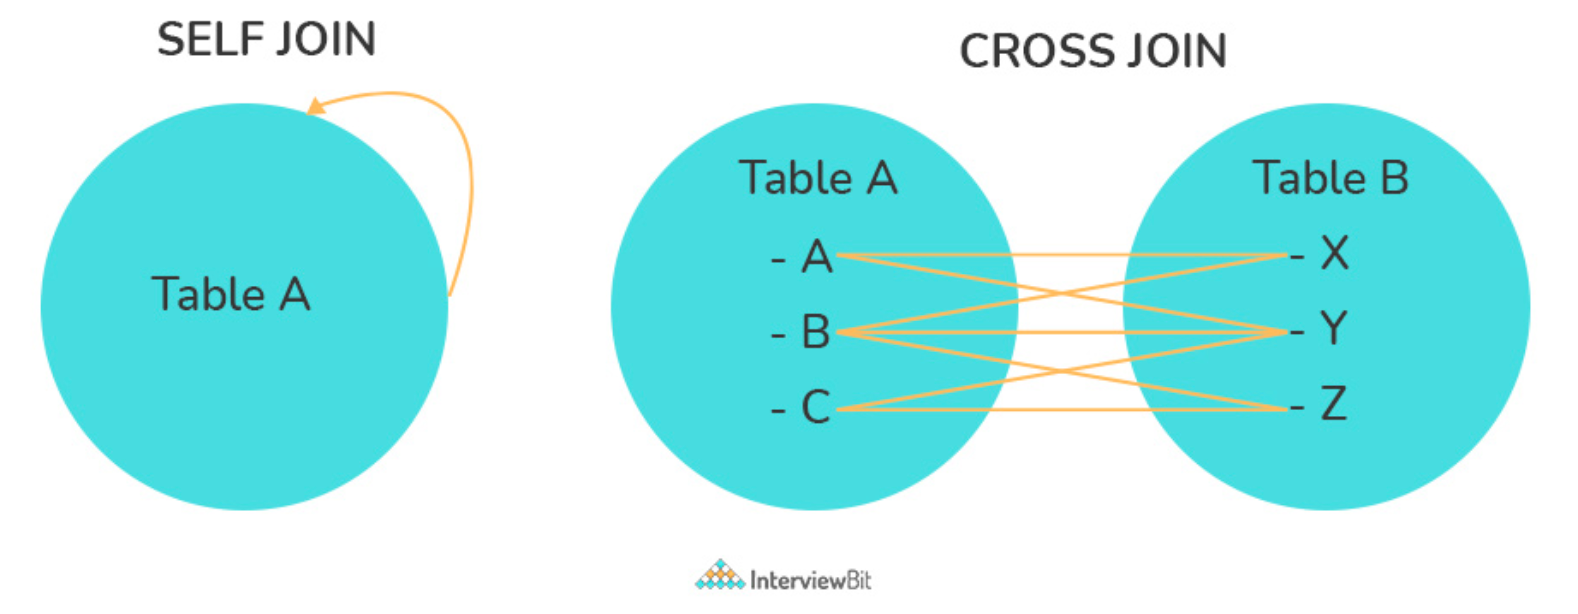 SELF JOIN
Table A
CROSS JOIN
Table A
- A
- B
- C
Table B
- X
- Y
- Z
InterviewBit